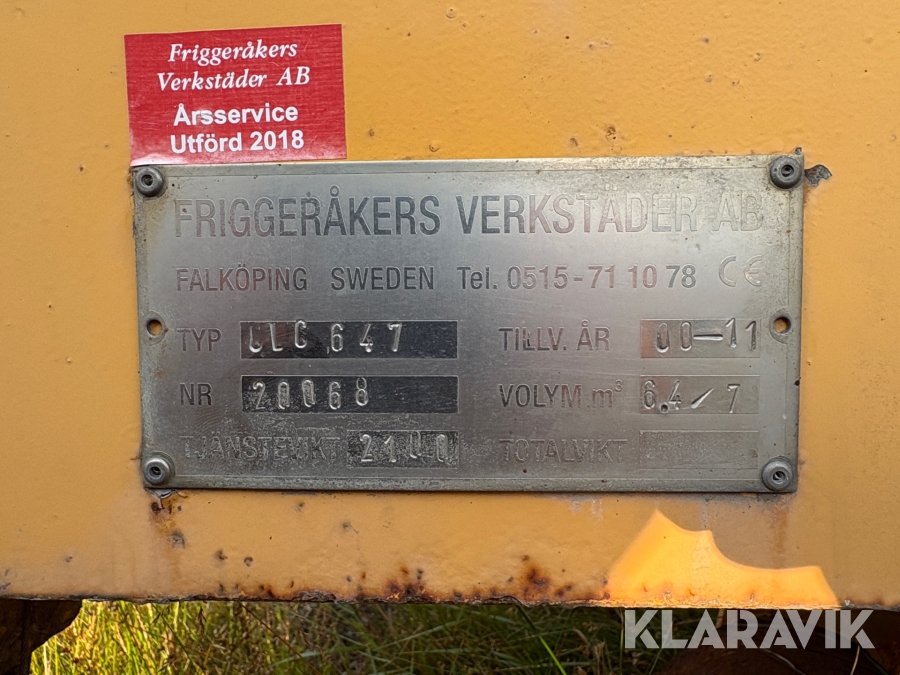 Friggeråkers
Verkstäder AB
Årsservice
Utförd 2018
FRIGGERÅKERS VERKSTÄDER AB
FALKÖPING SWEDEN Tel. 0515-71 10 78 CE
TYP 647 TILLV. ÅR 00-11
NR 20068 VOLYM.m³ 6.4/7
TJÄNSTEVIKT 2100 TOTALVIKT
KLARAVIK